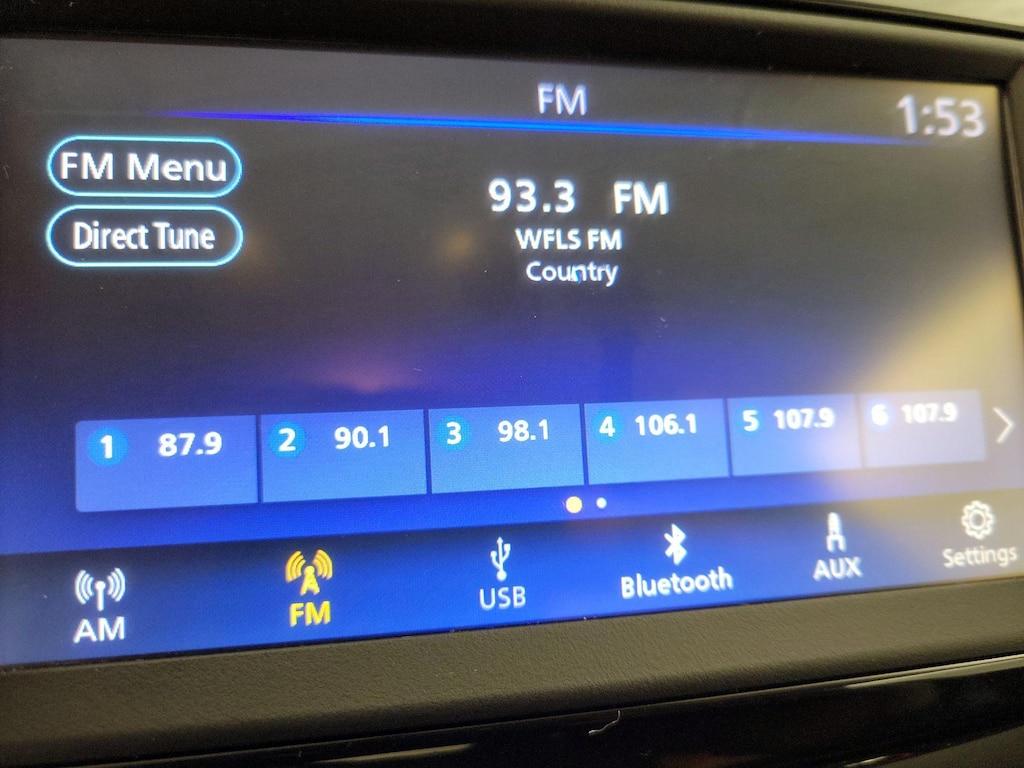 FM
1:53
FM Menu
93.3 FM
Direct Tune
WFLS FM
Country
1 87.9
2 90.1
3 98.1
4 106.1
5 107.9
6 107.9
AM
FM
USB
Bluetooth
AUX
Settings